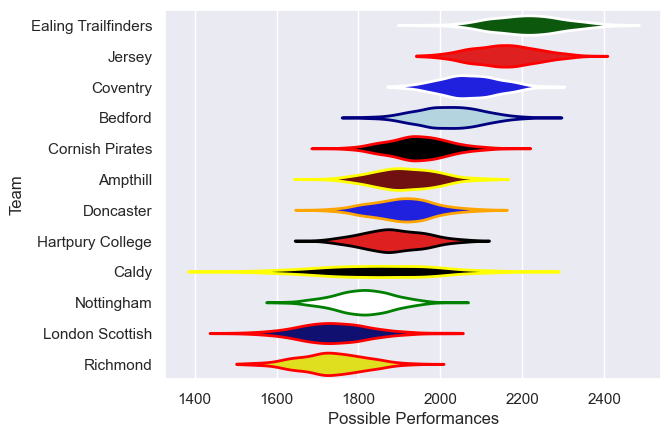 Ealing Trailfinders
Jersey
Coventry
Bedford
Cornish Pirates
Ampthill
Doncaster
Hartpury College
Caldy
Nottingham
London Scottish
Richmond
Team
1400 1600 1800 2000 2200 2400
Possible Performances